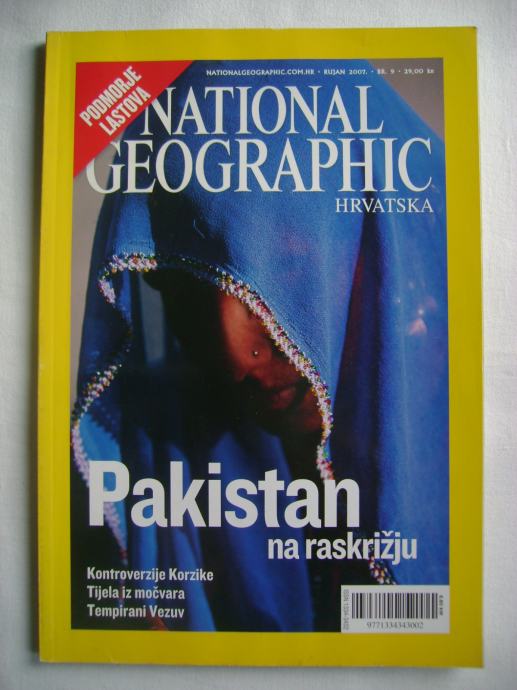 NATIONALGEOGRAPHIC.COM.HR • RUJAN 2007. • BR. 9 • 29,00 kn
PODMORJE
LASTOVA
NATIONAL
GEOGRAPHIC
HRVATSKA
Pakistan
na raskrižju
Kontroverzije Korzike
Tijela iz močvara
Tempirani Vezuv
9771334343002